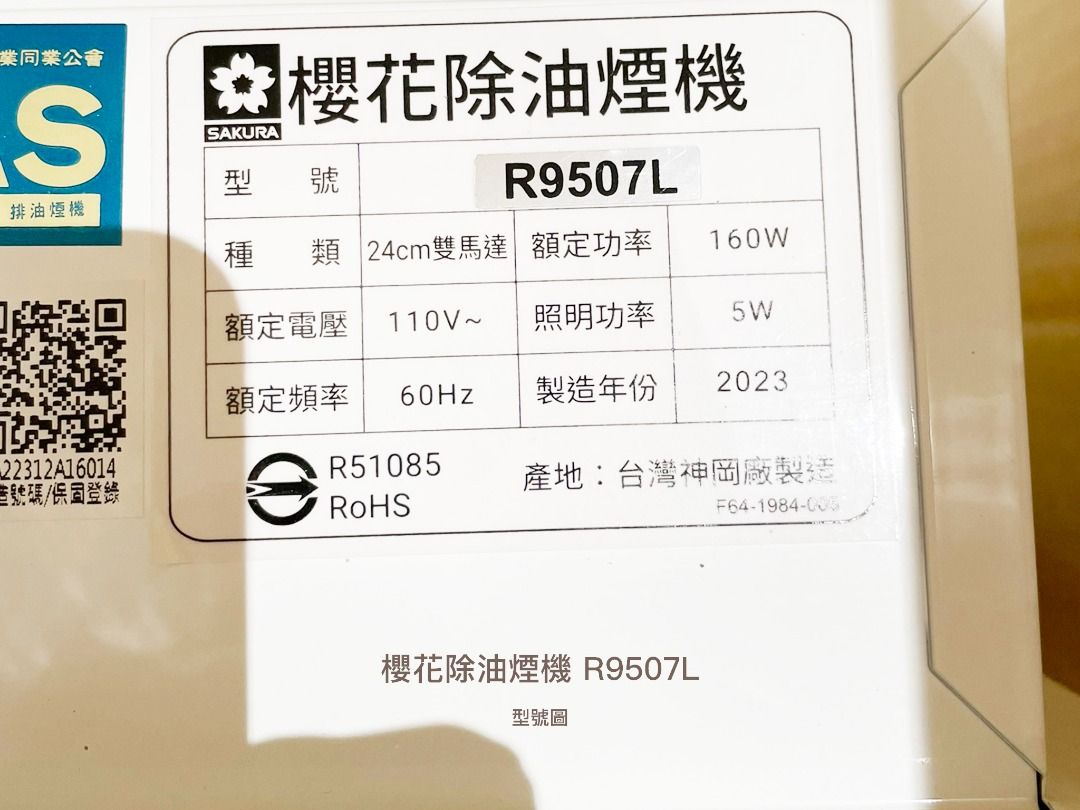 業同業公會
AS
排油煙機
22312A16014
號碼/保固登錄
SAKURA
櫻花除油煙機
型號 R9507L
種類 24cm雙馬達 額定功率 160W
額定電壓 110V~ 照明功率 5W
額定頻率 60Hz 製造年份 2023
R51085
RoHS
產地：台灣神岡廠製造
F64-1984-005
櫻花除油煙機 R9507L
型號圖